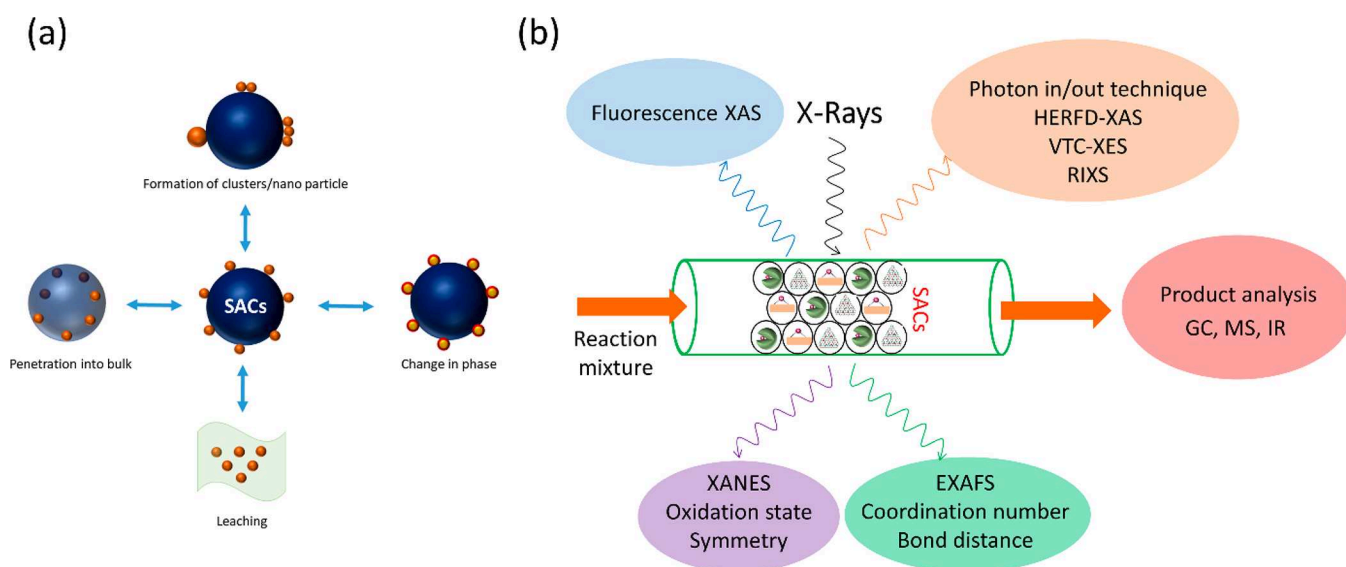 (a)
Formation of clusters/nano particle
SACs
Penetration into bulk
Change in phase
Leaching
(b)
Fluorescence XAS
X-Rays
Photon in/out technique
HERFD-XAS
VTC-XES
RIXS
Reaction
mixture
SACs
Product analysis
GC, MS, IR
XANES
Oxidation state
Symmetry
EXAFS
Coordination number
Bond distance